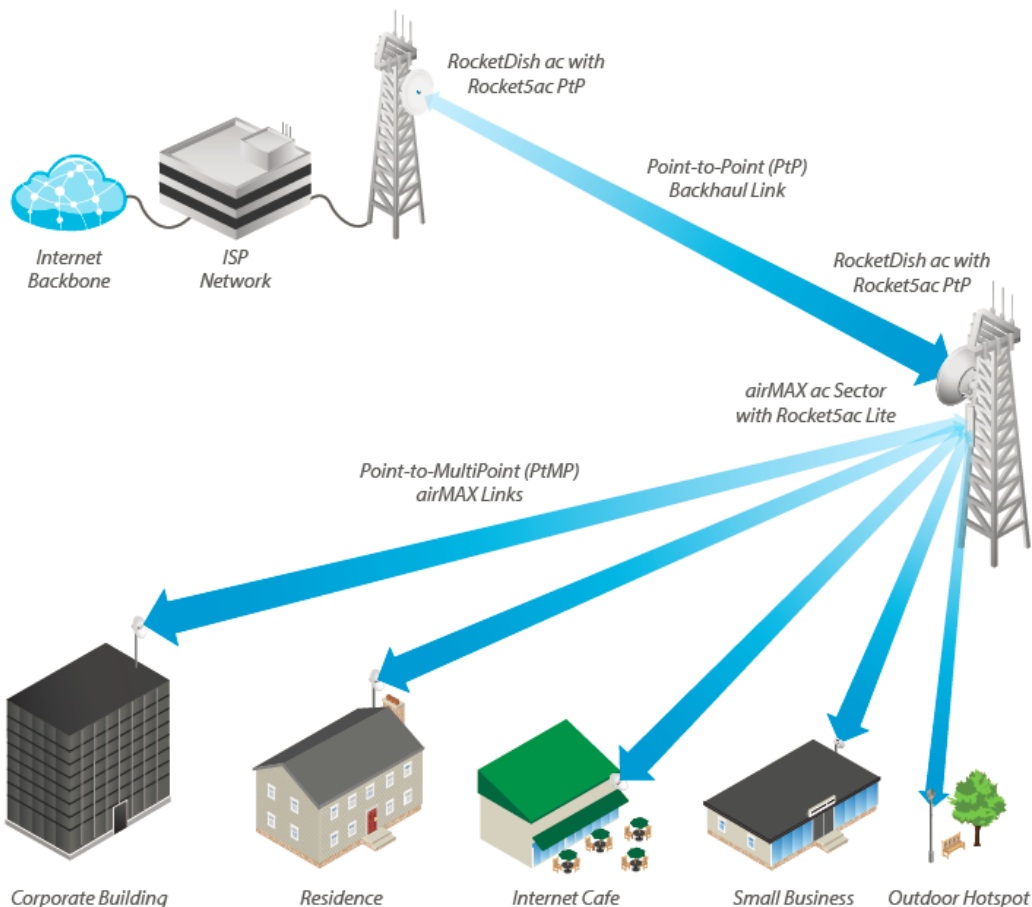 RocketDish ac with
Rocket5ac PtP
Point-to-Point (PtP)
Backhaul Link
Internet
Backbone
ISP
Network
RocketDish ac with
Rocket5ac PtP
airMAX ac Sector
with Rocket5ac Lite
Point-to-MultiPoint (PtMP)
airMAX Links
Corporate Building
Residence
Internet Cafe
Small Business
Outdoor Hotspot